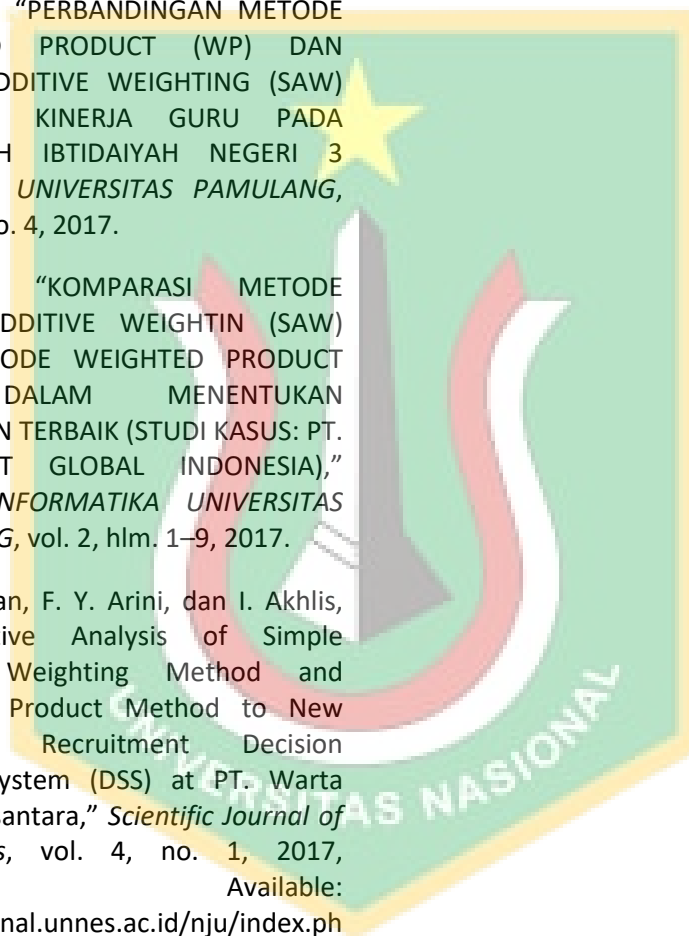 “PERBANDINGAN METODE
PRODUCT (WP) DAN
DDITIVE WEIGHTING (SAW)
KINERJA GURU PADA
H IBTIDAIYAH NEGERI 3
UNIVERSITAS PAMULANG,
o. 4, 2017.
“KOMPARASI METODE
DDITIVE WEIGHTIN (SAW)
ODE WEIGHTED PRODUCT
DALAM MENENTUKAN
N TERBAIK (STUDI KASUS: PT.
T GLOBAL INDONESIA),”
NFORMATIKA UNIVERSITAS
G, vol. 2, hlm. 1–9, 2017.
an, F. Y. Arini, dan I. Akhlis,
tive Analysis of Simple
Weighting Method and
Product Method to New
Recruitment Decision
ystem (DSS) at PT. Warta
santara,” Scientific Journal of
s, vol. 4, no. 1, 2017,
Available:
nal.unnes.ac.id/nju/index.ph
UNIVERSITAS NASIONAL